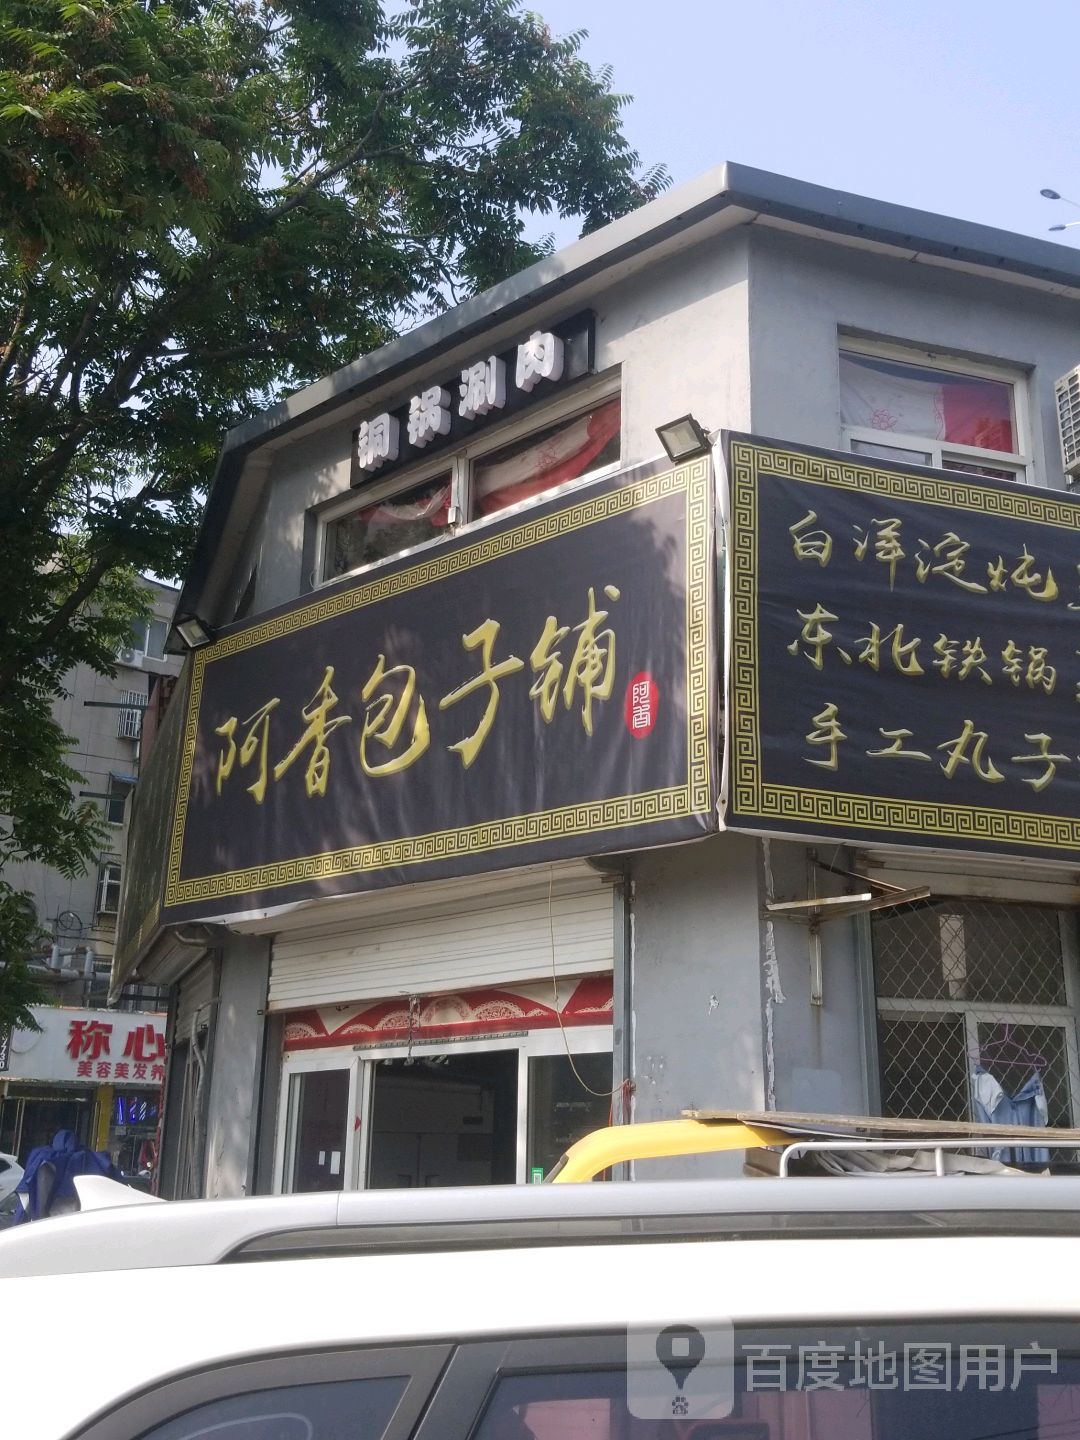 铜锅涮肉
阿香包子铺
阿香
白洋淀炖
东北铁锅
手工丸子
称心
美容美发养
百度地图用户